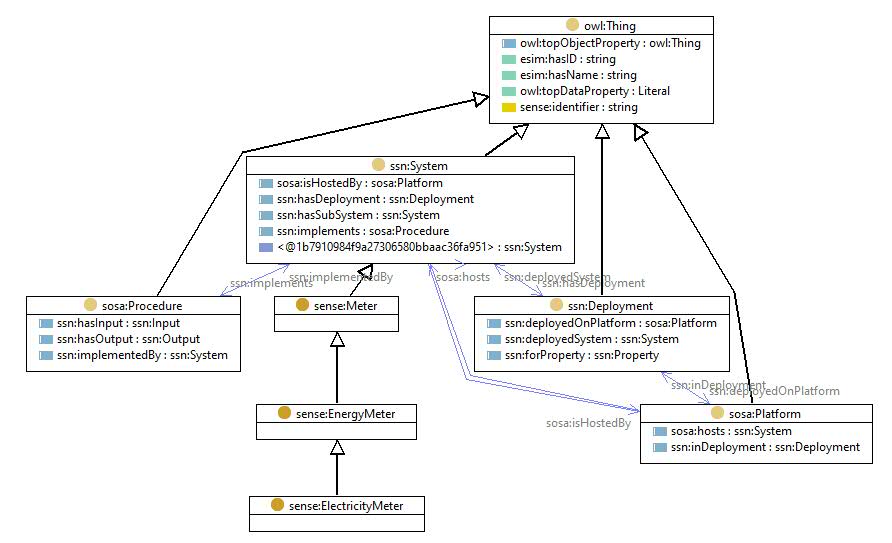 owl:Thing
owl:topObjectProperty : owl:Thing
esim:hasID : string
esim:hasName : string
owl:topDataProperty : Literal
sense:identifier : string
ssn:System
sosa:isHostedBy : sosa:Platform
ssn:hasDeployment : ssn:Deployment
ssn:hasSubSystem : ssn:System
ssn:implements : sosa:Procedure
<@1b7910984f9a27306580bbaac36fa951> : ssn:System
ssn:implements
ssn:implementedBy
sosa:hosts
ssn:deployedSystem
ssn:hasDeployment
sosa:Procedure
ssn:hasInput : ssn:Input
ssn:hasOutput : ssn:Output
ssn:implementedBy : ssn:System
sense:Meter
ssn:Deployment
ssn:deployedOnPlatform : sosa:Platform
ssn:deployedSystem : ssn:System
ssn:forProperty : ssn:Property
ssn:inDeployment
ssn:deployedOnPlatform
sense:EnergyMeter
sosa:isHostedBy
sosa:Platform
sosa:hosts : ssn:System
ssn:inDeployment : ssn:Deployment
sense:ElectricityMeter